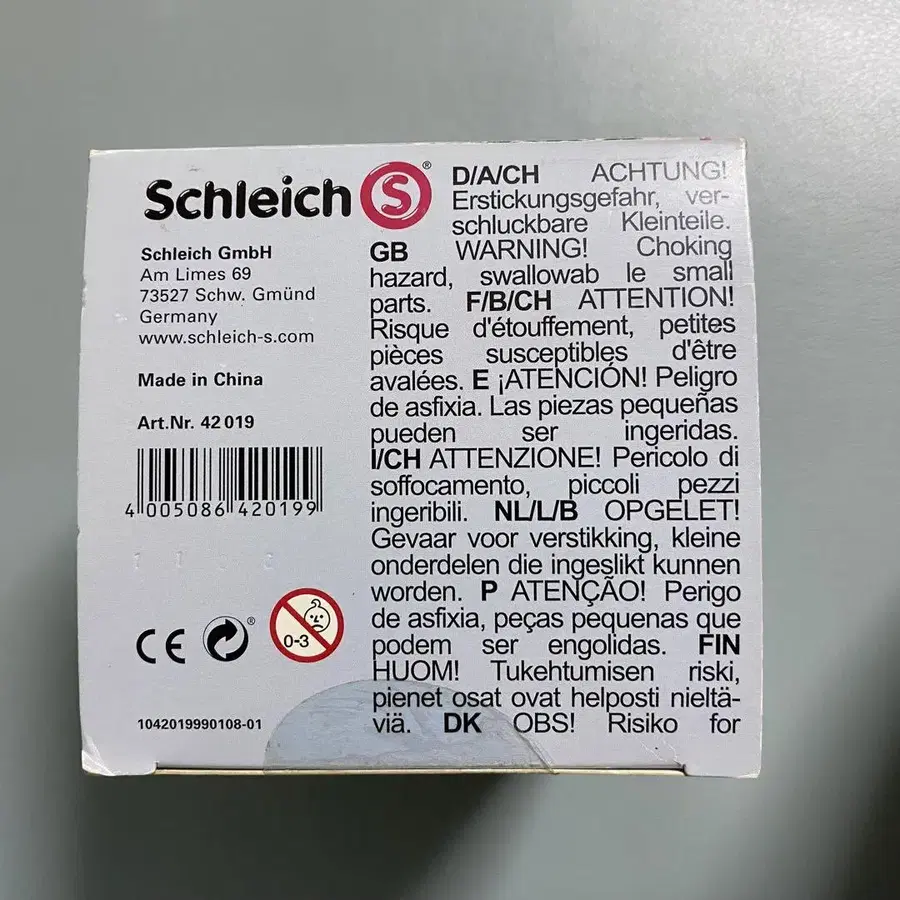 Schleich S®
Schleich GmbH
Am Limes 69
73527 Schw. Gmünd
Germany
www.schleich-s.com
Made in China
Art.Nr. 42 019
4 005086 420199
CE
®
0-3
1042019990108-01
D/A/CH ACHTUNG!
Erstickungsgefahr, ver-
schluckbare Kleinteile.
GB WARNING! Choking
hazard, swallowab le small
parts. F/B/CH ATTENTION!
Risque d'étouffement, petites
pièces susceptibles d'être
avalées. E ¡ATENCIÓN! Peligro
de asfixia. Las piezas pequeñas
pueden ser ingeridas.
I/CH ATTENZIONE! Pericolo di
soffocamento, piccoli pezzi
ingeribili. NL/L/B OPGELET!
Gevaar voor verstikking, kleine
onderdelen die ingeslikt kunnen
worden. P ATENÇÃO! Perigo
de asfixia, peças pequenas que
podem ser engolidas. FIN
HUOM! Tukehtumisen riski,
pienet osat ovat helposti nieltä-
viä. DK OBS! Risiko for